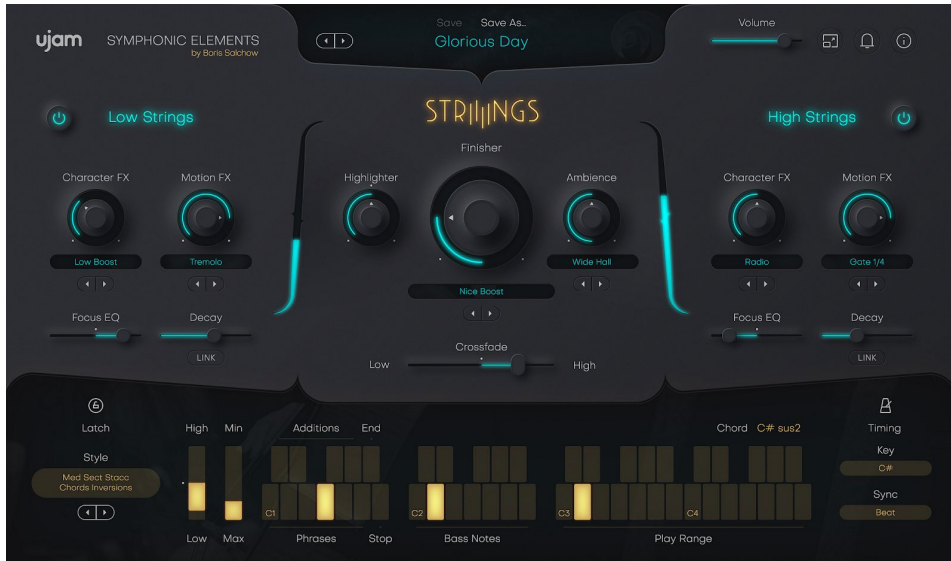 ujam
SYMPHONIC ELEMENTS
by Boris Salchow
Save Save As..
Glorious Day
Volume
Low Strings
STRIIIINGS
High Strings
Finisher
Character FX
Motion FX
Highlighter
Ambience
Character FX
Motion FX
Low Boost
Tremolo
Wide Hall
Radio
Gate 1/4
Nice Boost
Focus EQ
Decay
LINK
Crossfade
Low
High
Focus EQ
Decay
LINK
Latch
High
Min
Additions
End
Chord C# sus2
Timing
Style
Med Sect Stacc
Chords Inversions
Key
C#
Sync
Beat
C1
C2
C3
C4
Low
Max
Phrases
Stop
Bass Notes
Play Range